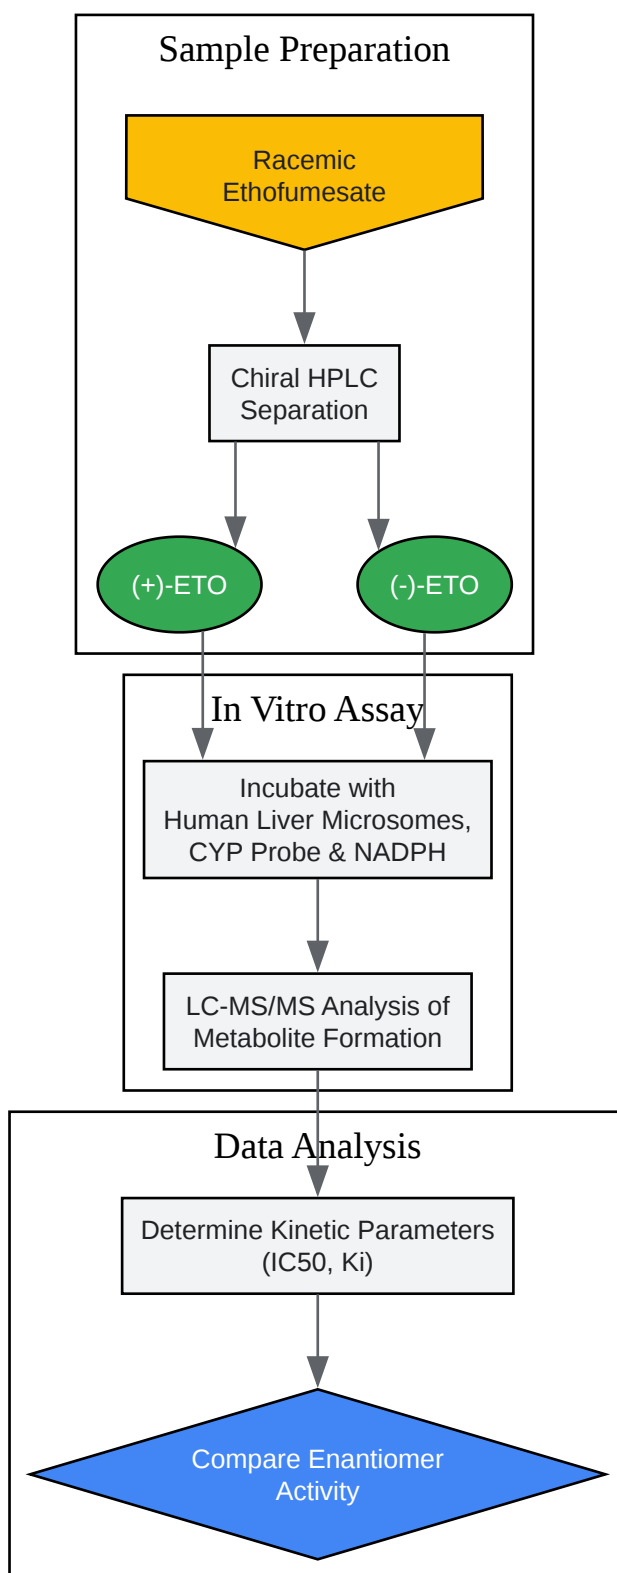 Sample Preparation
Racemic
Ethofumesate
Chiral HPLC
Separation
(+)-ETO
(-)-ETO
In Vitro Assay
Incubate with
Human Liver Microsomes,
CYP Probe & NADPH
LC-MS/MS Analysis of
Metabolite Formation
Data Analysis
Determine Kinetic Parameters
(IC50, Ki)
Compare Enantiomer
Activity